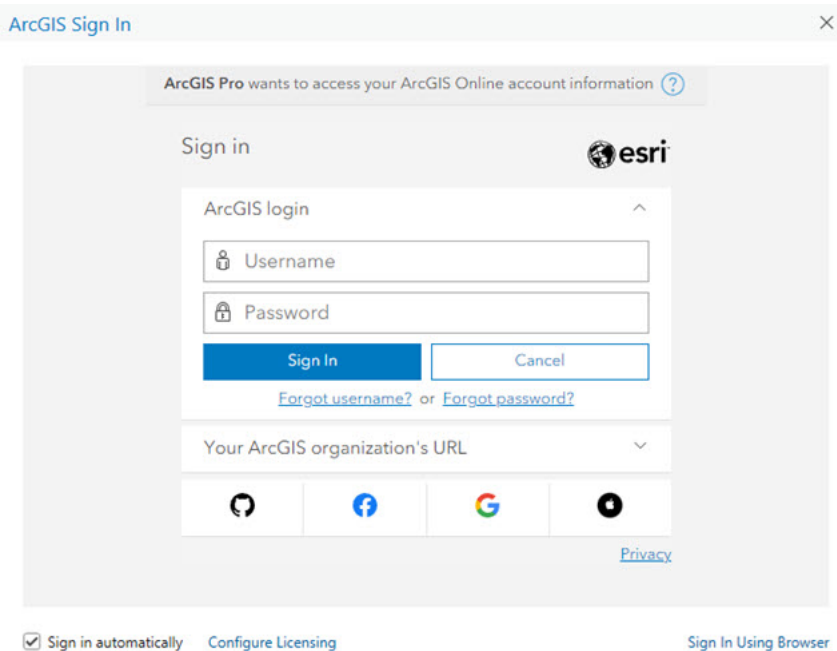 ArcGIS Sign In
ArcGIS Pro wants to access your ArcGIS Online account information ?
Sign in
esri
ArcGIS login
Username
Password
Sign In Cancel
Forgot username? or Forgot password?
Your ArcGIS organization's URL
G
Privacy
Sign in automatically Configure Licensing Sign In Using Browser